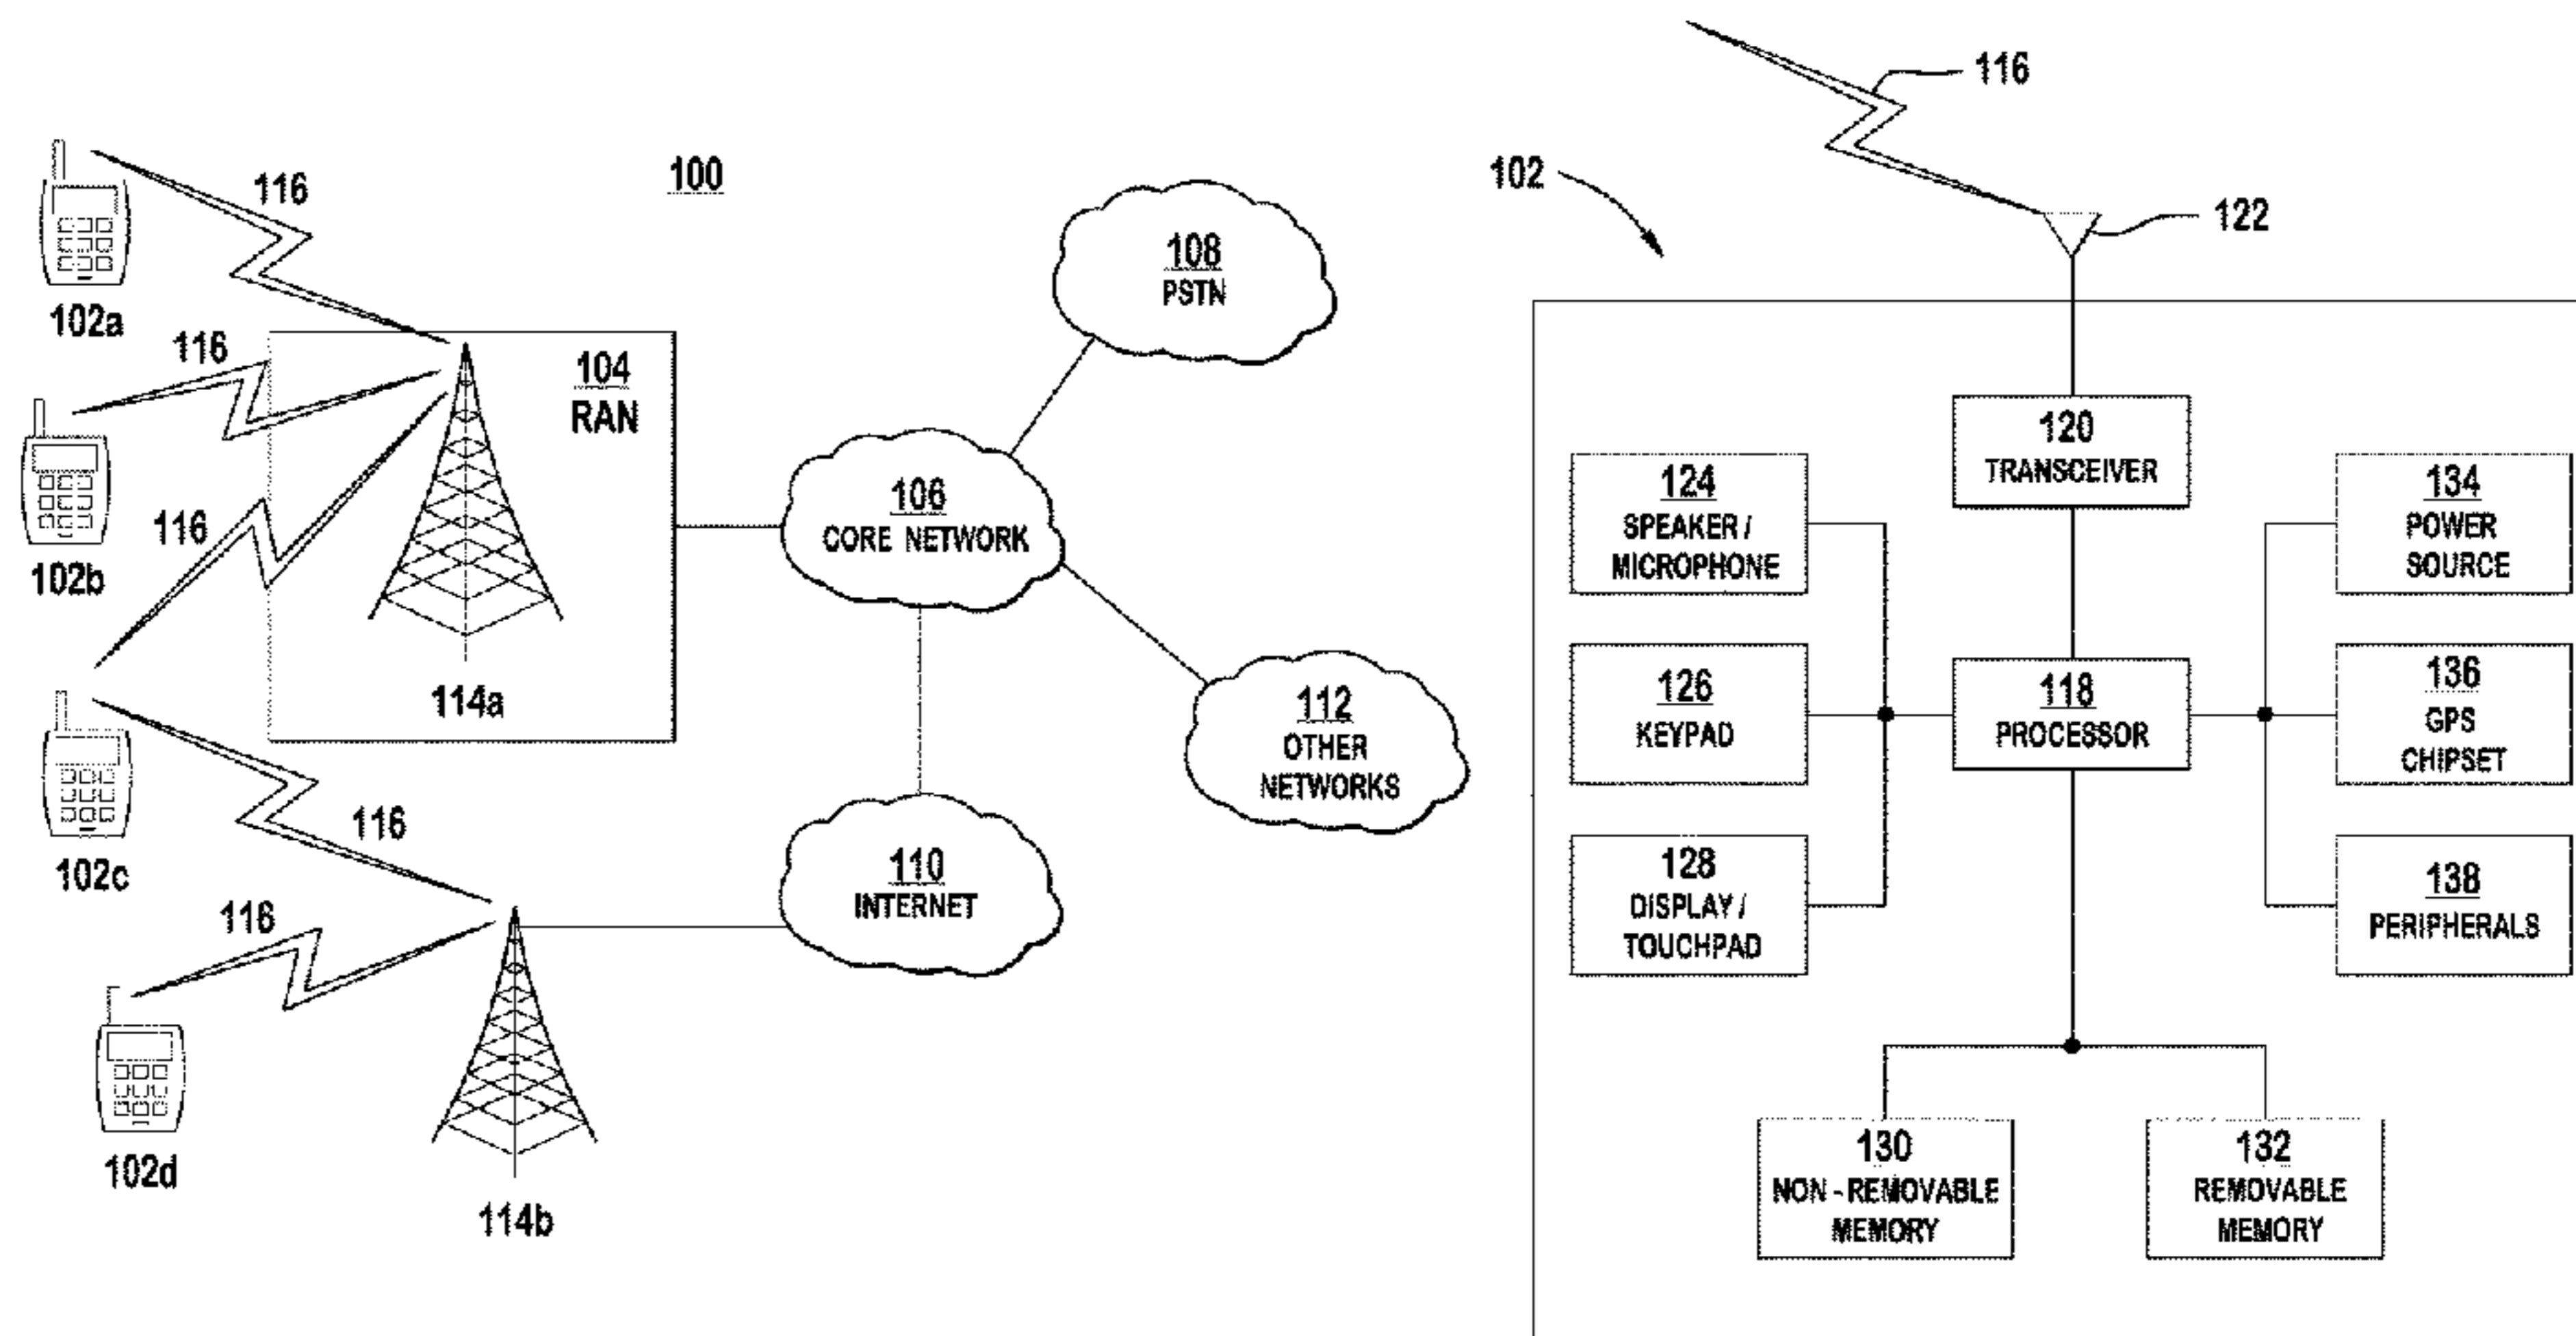 100
116
102a
116
102b
116
102c
116
116
102d
104
RAN
114a
114b
106
CORE NETWORK
108
PSTN
110
INTERNET
112
OTHER
NETWORKS
102
116
122
120
TRANSCEIVER
124
SPEAKER /
MICROPHONE
126
KEYPAD
128
DISPLAY /
TOUCHPAD
118
PROCESSOR
134
POWER
SOURCE
136
GPS
CHIPSET
138
PERIPHERALS
130
NON - REMOVABLE
MEMORY
132
REMOVABLE
MEMORY